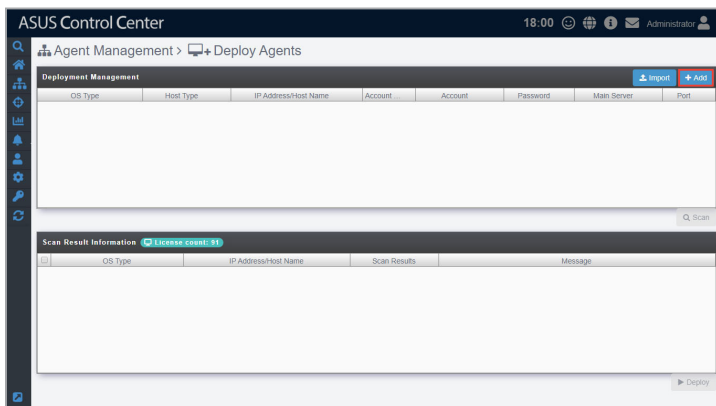 ASUS Control Center 18:00 Administrator
Agent Management > + Deploy Agents
Deployment Management Import + Add
OS Type Host Type IP Address/Host Name Account ... Account Password Main Server Port
Scan
Scan Result Information License count: 91
OS Type IP Address/Host Name Scan Results Message
Deploy